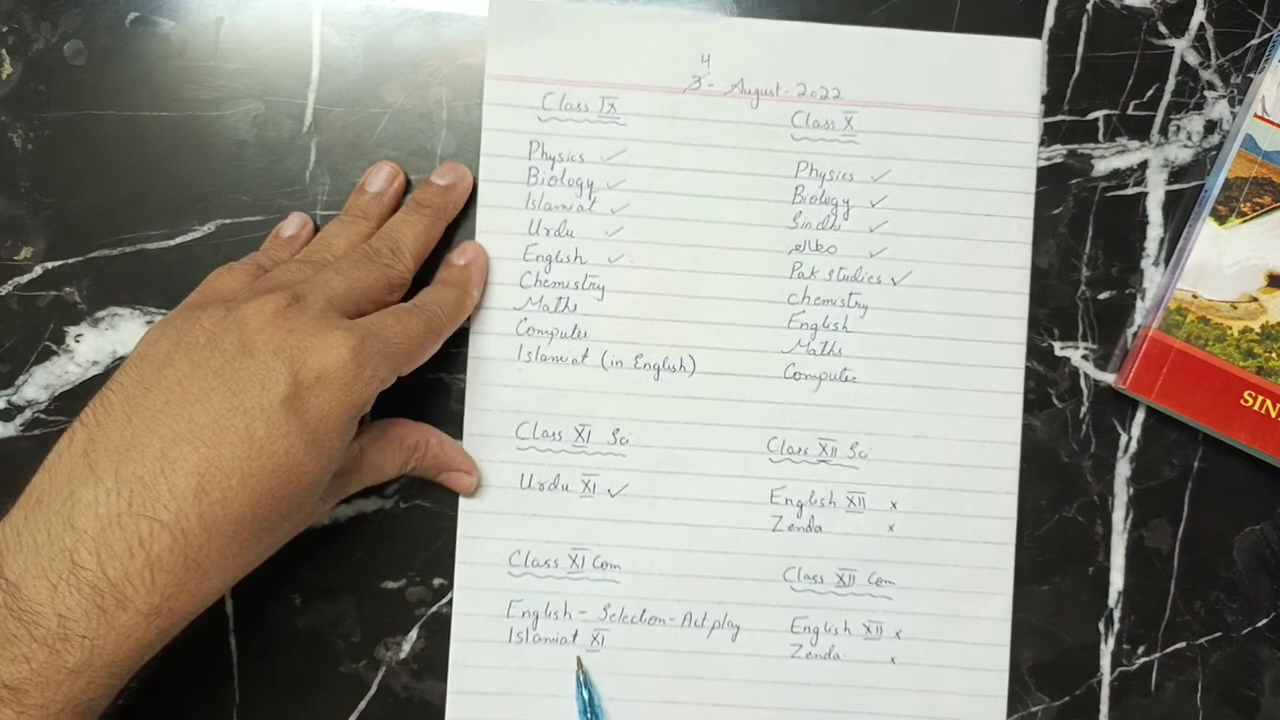 4
3 - August - 2022
Class IX
Physics ✓
Biology ✓
Islamiat ✓
Urdu ✓
English ✓
Chemistry
Maths
Computer
Islamiat (in English)
Class X
Physics ✓
Biology ✓
Sindhi ✓
✓
Pak studies ✓
chemistry
English
Maths
Computer
Class XI Sci
Urdu XI ✓
Class XII Sc
English XII x
Zenda x
Class XI Com
English - Selection - Act play
Islamiat XI
Class XII Com
English XII x
Zenda x
SIN